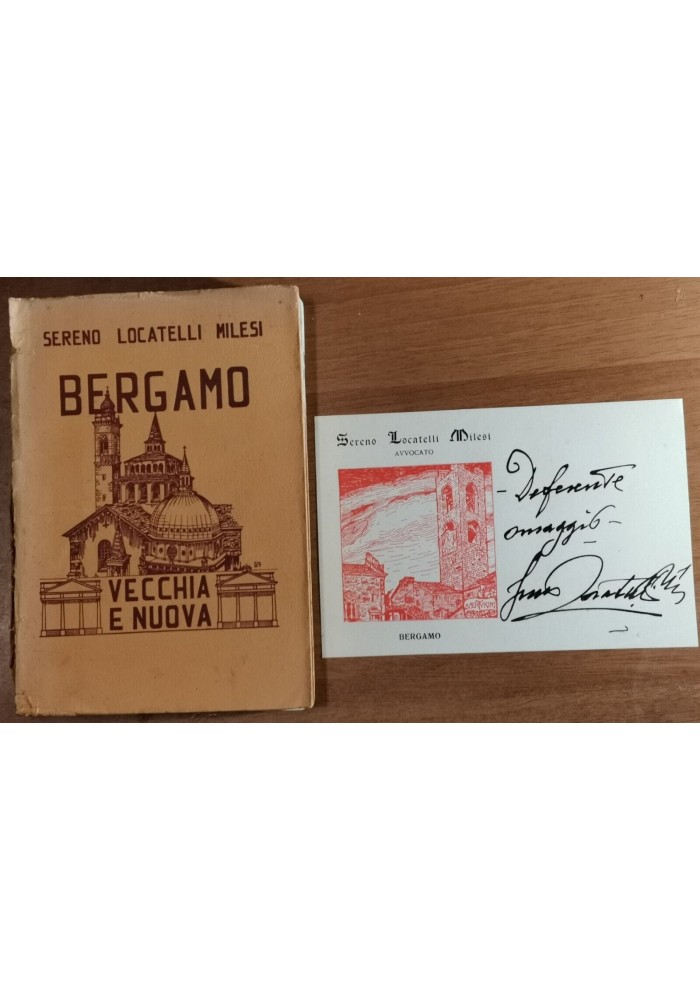 SERENO LOCATELLI MILESI
BERGAMO
VECCHIA
E NUOVA
Sereno Locatelli Milesi
AVVOCATO
BERGAMO
- Deferente
omaggio -